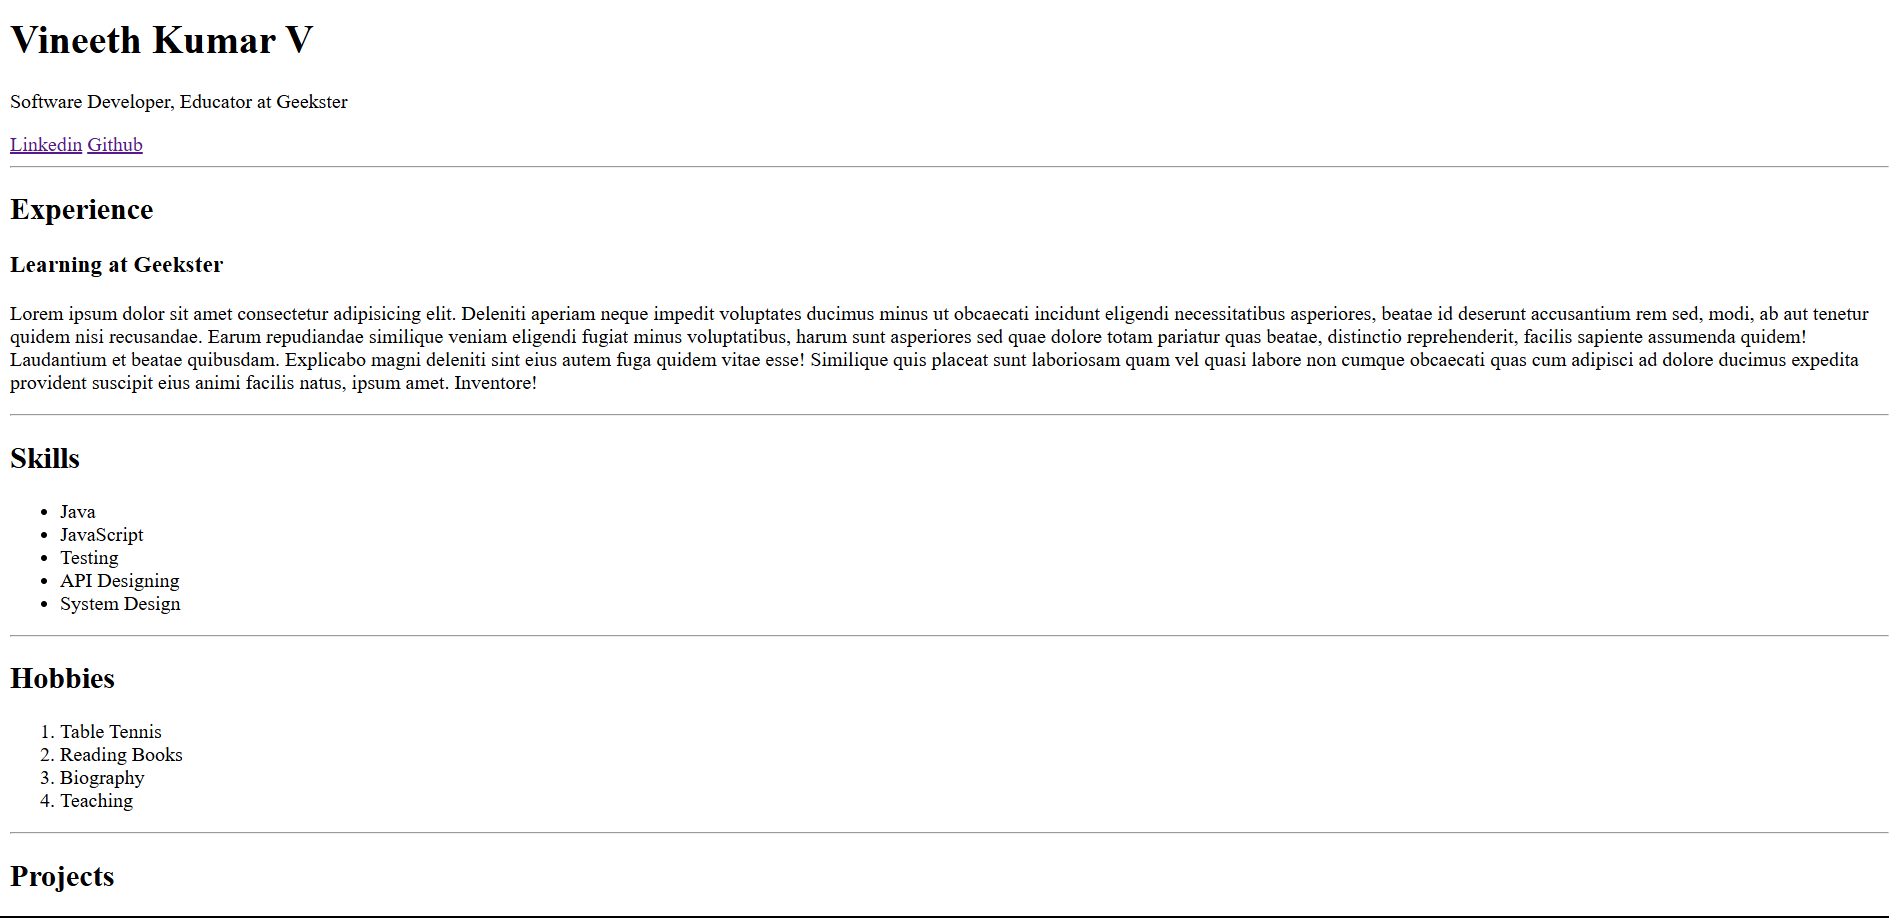 Vineeth Kumar V
Software Developer, Educator at Geekster
Linkedin Github
Experience
Learning at Geekster
Lorem ipsum dolor sit amet consectetur adipisicing elit. Deleniti aperiam neque impedit voluptates ducimus minus ut obcaecati incidunt eligendi necessitatibus asperiores, beatae id deserunt accusantium rem sed, modi, ab aut tenetur
quidem nisi recusandae. Earum repudiandae similique veniam eligendi fugiat minus voluptatibus, harum sunt asperiores sed quae dolore totam pariatur quas beatae, distinctio reprehenderit, facilis sapiente assumenda quidem!
Laudantium et beatae quibusdam. Explicabo magni deleniti sint eius autem fuga quidem vitae esse! Similique quis placeat sunt laboriosam quam vel quasi labore non cumque obcaecati quas cum adipisci ad dolore ducimus expedita
provident suscipit eius animi facilis natus, ipsum amet. Inventore!
Skills
• Java
• JavaScript
• Testing
• API Designing
• System Design
Hobbies
1. Table Tennis
2. Reading Books
3. Biography
4. Teaching
Projects